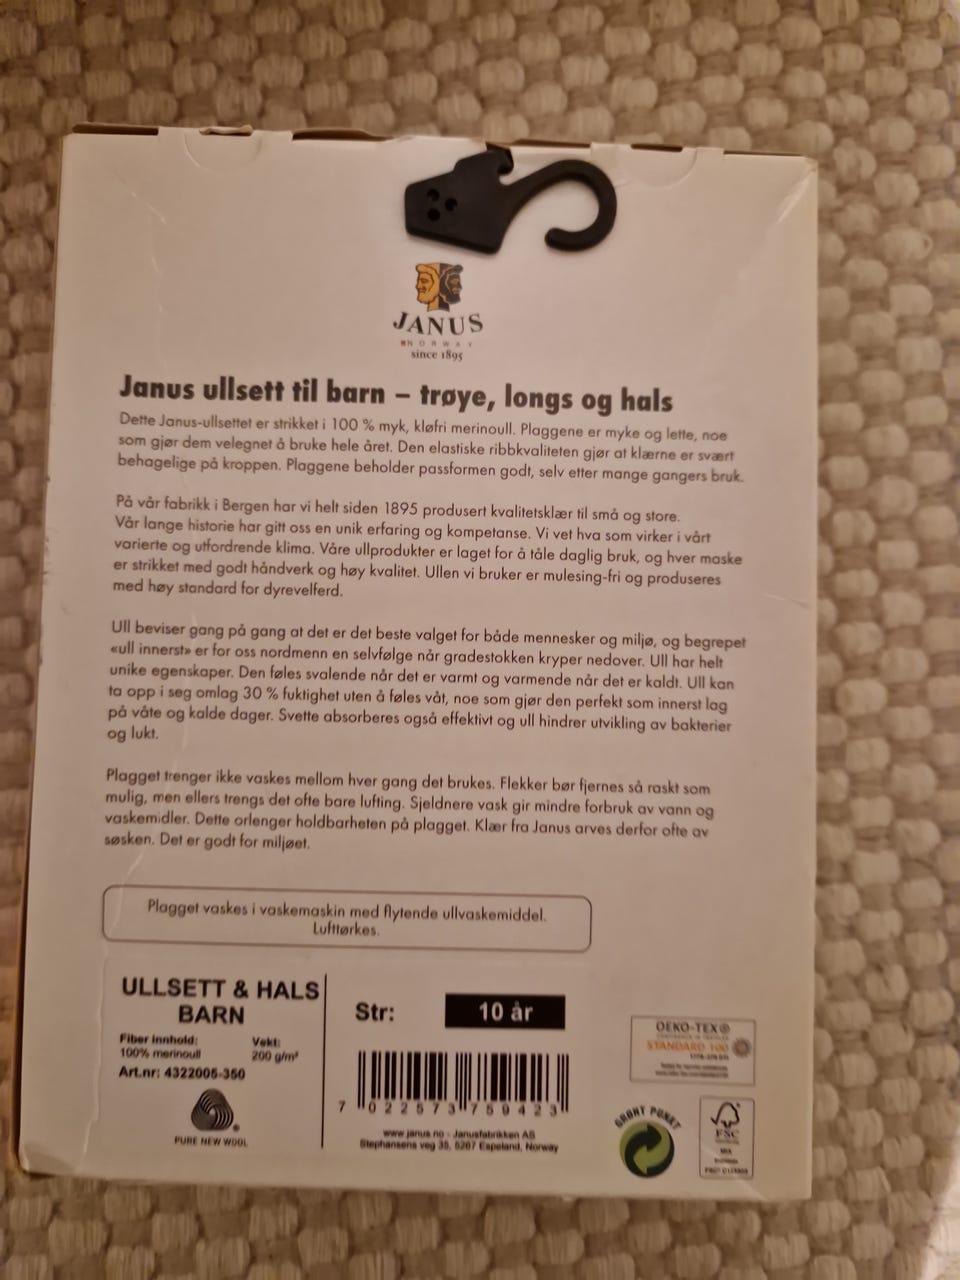 JANUS
NORWAY
since 1895
Janus ullsett til barn – trøye, longs og hals
Dette Janus-ullsettet er strikket i 100 % myk, kløfri merinoull. Plaggene er myke og lette, noe
som gjør dem velegnet å bruke hele året. Den elastiske ribbkvaliteten gjør at klærne er svært
behagelige på kroppen. Plaggene beholder passformen godt, selv etter mange gangers bruk.
På vår fabrikk i Bergen har vi helt siden 1895 produsert kvalitetsklær til små og store.
Vår lange historie har gitt oss en unik erfaring og kompetanse. Vi vet hva som virker i vårt
varierte og utfordrende klima. Våre ullprodukter er laget for å tåle daglig bruk, og hver maske
er strikket med godt håndverk og høy kvalitet. Ullen vi bruker er mulesing-fri og produseres
med høy standard for dyrevelferd.
Ull beviser gang på gang at det er det beste valget for både mennesker og miljø, og begrepet
«ull innerst» er for oss nordmenn en selvfølge når gradestokken kryper nedover. Ull har helt
unike egenskaper. Den føles svalende når det er varmt og varmende når det er kaldt. Ull kan
ta opp i seg omlag 30 % fuktighet uten å føles våt, noe som gjør den perfekt som innerst lag
på våte og kalde dager. Svette absorberes også effektivt og ull hindrer utvikling av bakterier
og lukt.
Plagget trenger ikke vaskes mellom hver gang det brukes. Flekker bør fjernes så raskt som
mulig, men ellers trengs det ofte bare lufting. Sjeldnere vask gir mindre forbruk av vann og
vaskemidler. Dette orlenger holdbarheten på plagget. Klær fra Janus arves derfor ofte av
søsken. Det er godt for miljøet.
Plagget vaskes i vaskemaskin med flytende ullvaskemiddel.
Lufttørkes.
ULLSETT & HALS
BARN
Fiber innhold: Vekt:
100% merinoull 200 g/m²
Art.nr: 4322005-350
PURE NEW WOOL
Str: 10 år
7 022573 759423
www.janus.no - Janusfabrikken AS
Stephansens veg 35, 5267 Espeland, Norway
OEKO-TEX®
STANDARD 100
GRØNT PUNKT
FSC
MIX